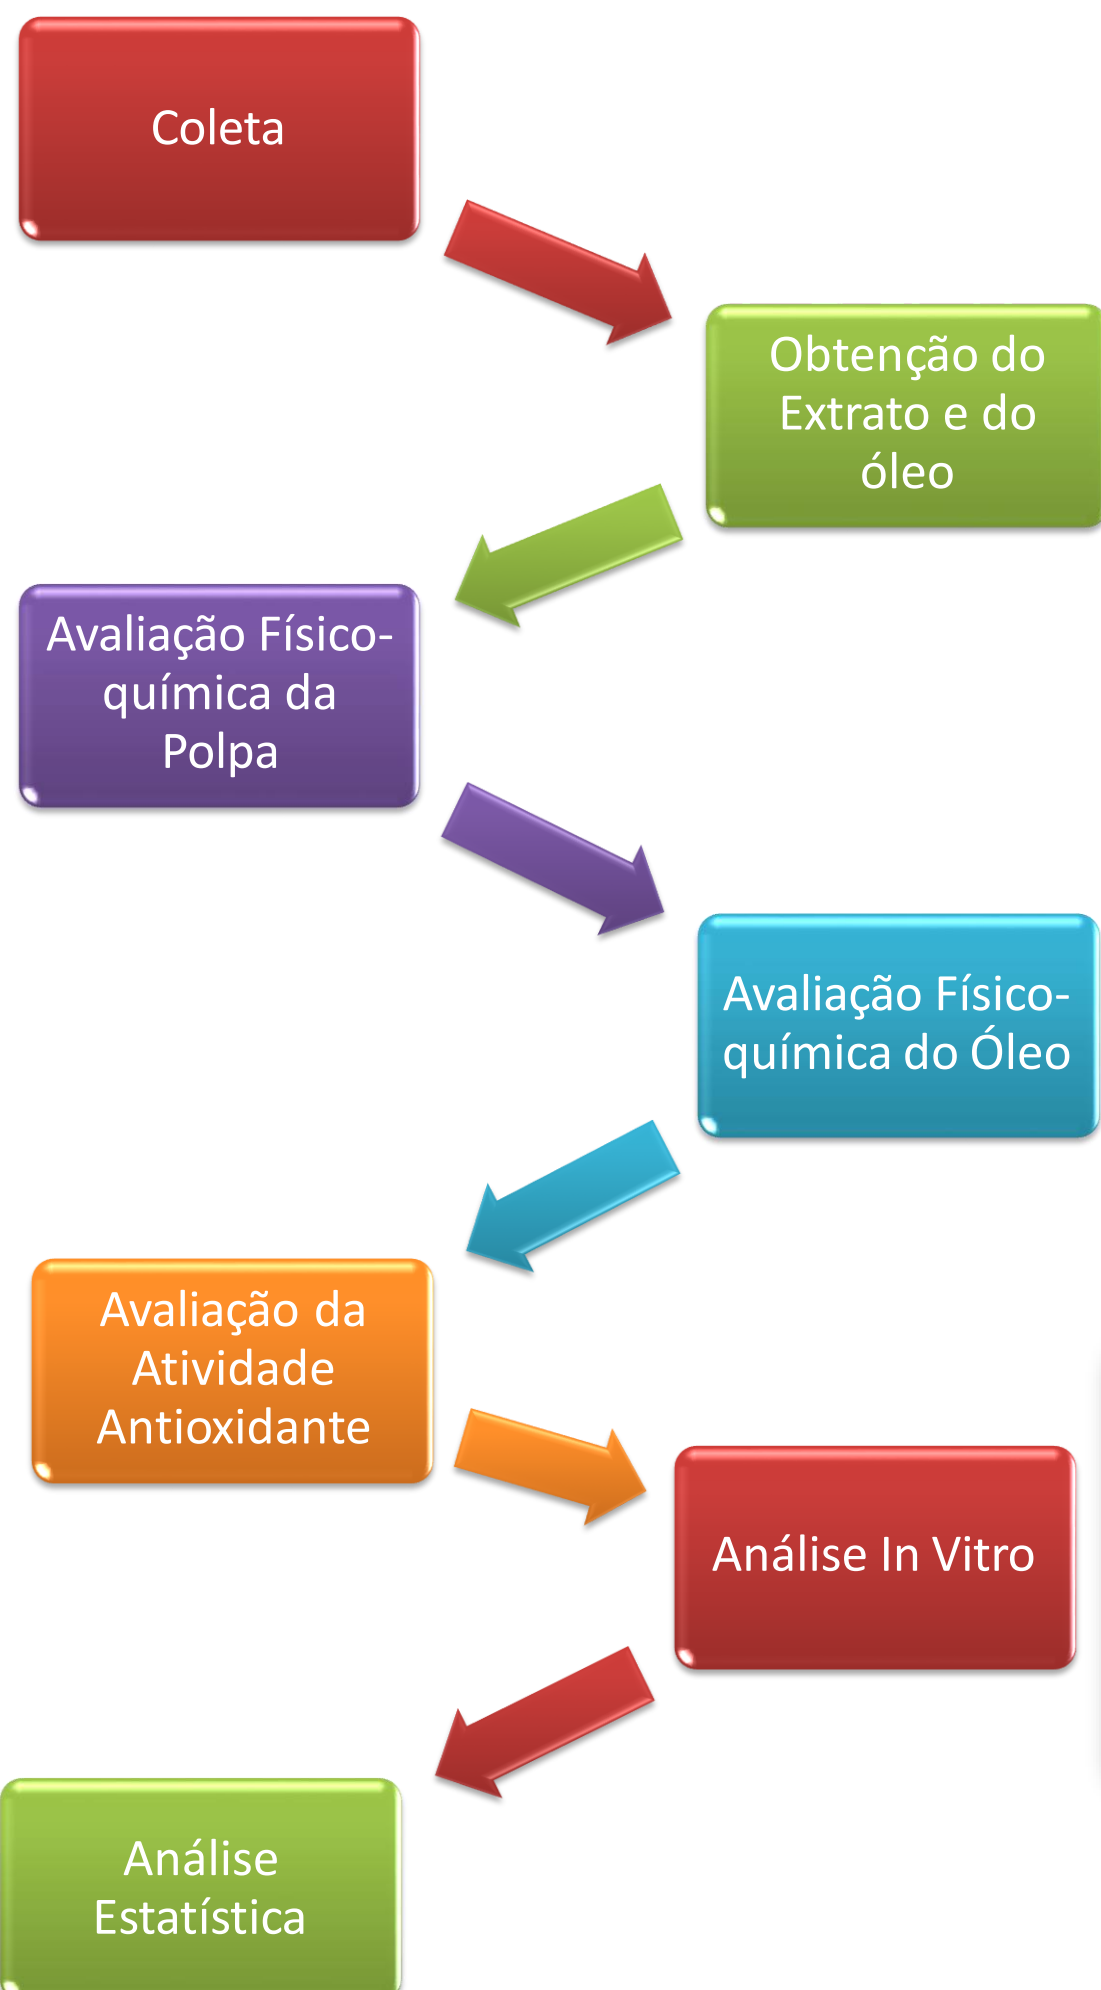 Coleta
Obtenção do
Extrato e do
óleo
Avaliação Físico-
química da
Polpa
Avaliação Físico-
química do Óleo
Avaliação da
Atividade
Antioxidante
Análise In Vitro
Análise
Estatística